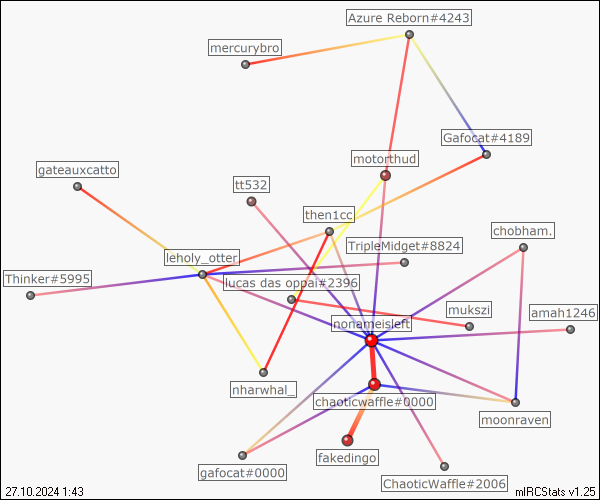 Azure Reborn#4243
mercurybro
Gafocat#4189
motorthud
gateauxcatto
tt532
then1cc
chobham.
TripleMidget#8824
leholy_otter
Thinker#5995
lucas das oppai#2396
mukszi
amah1246
nonameisleft
nharwhal_
chaoticwaffle#0000
moonraven
fakedingo
gafocat#0000
ChaoticWaffle#2006
27.10.2024 1:43
mIRCStats v1.25